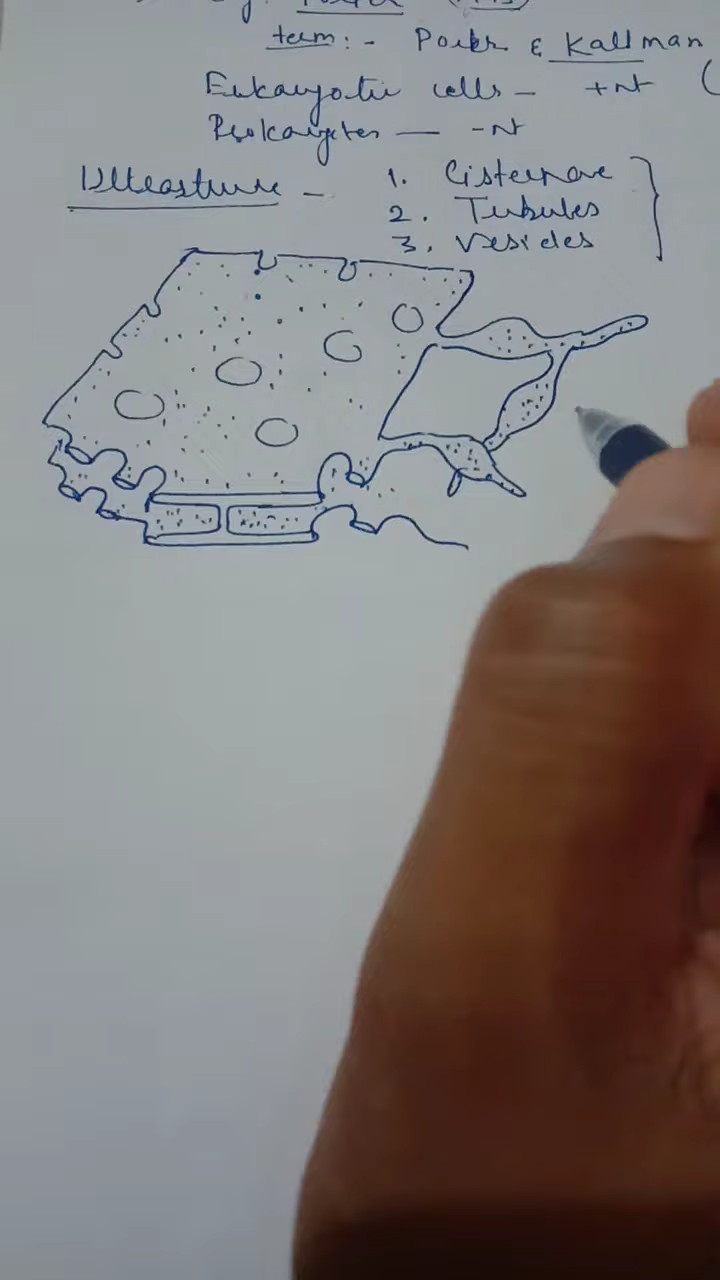 term:- Porter & Kallman
Eukaryotic cells - +nt (
Prokaryotes — -nt
Ultrastructure - 1. Cisternae
2. Tubules
3. Vesicles